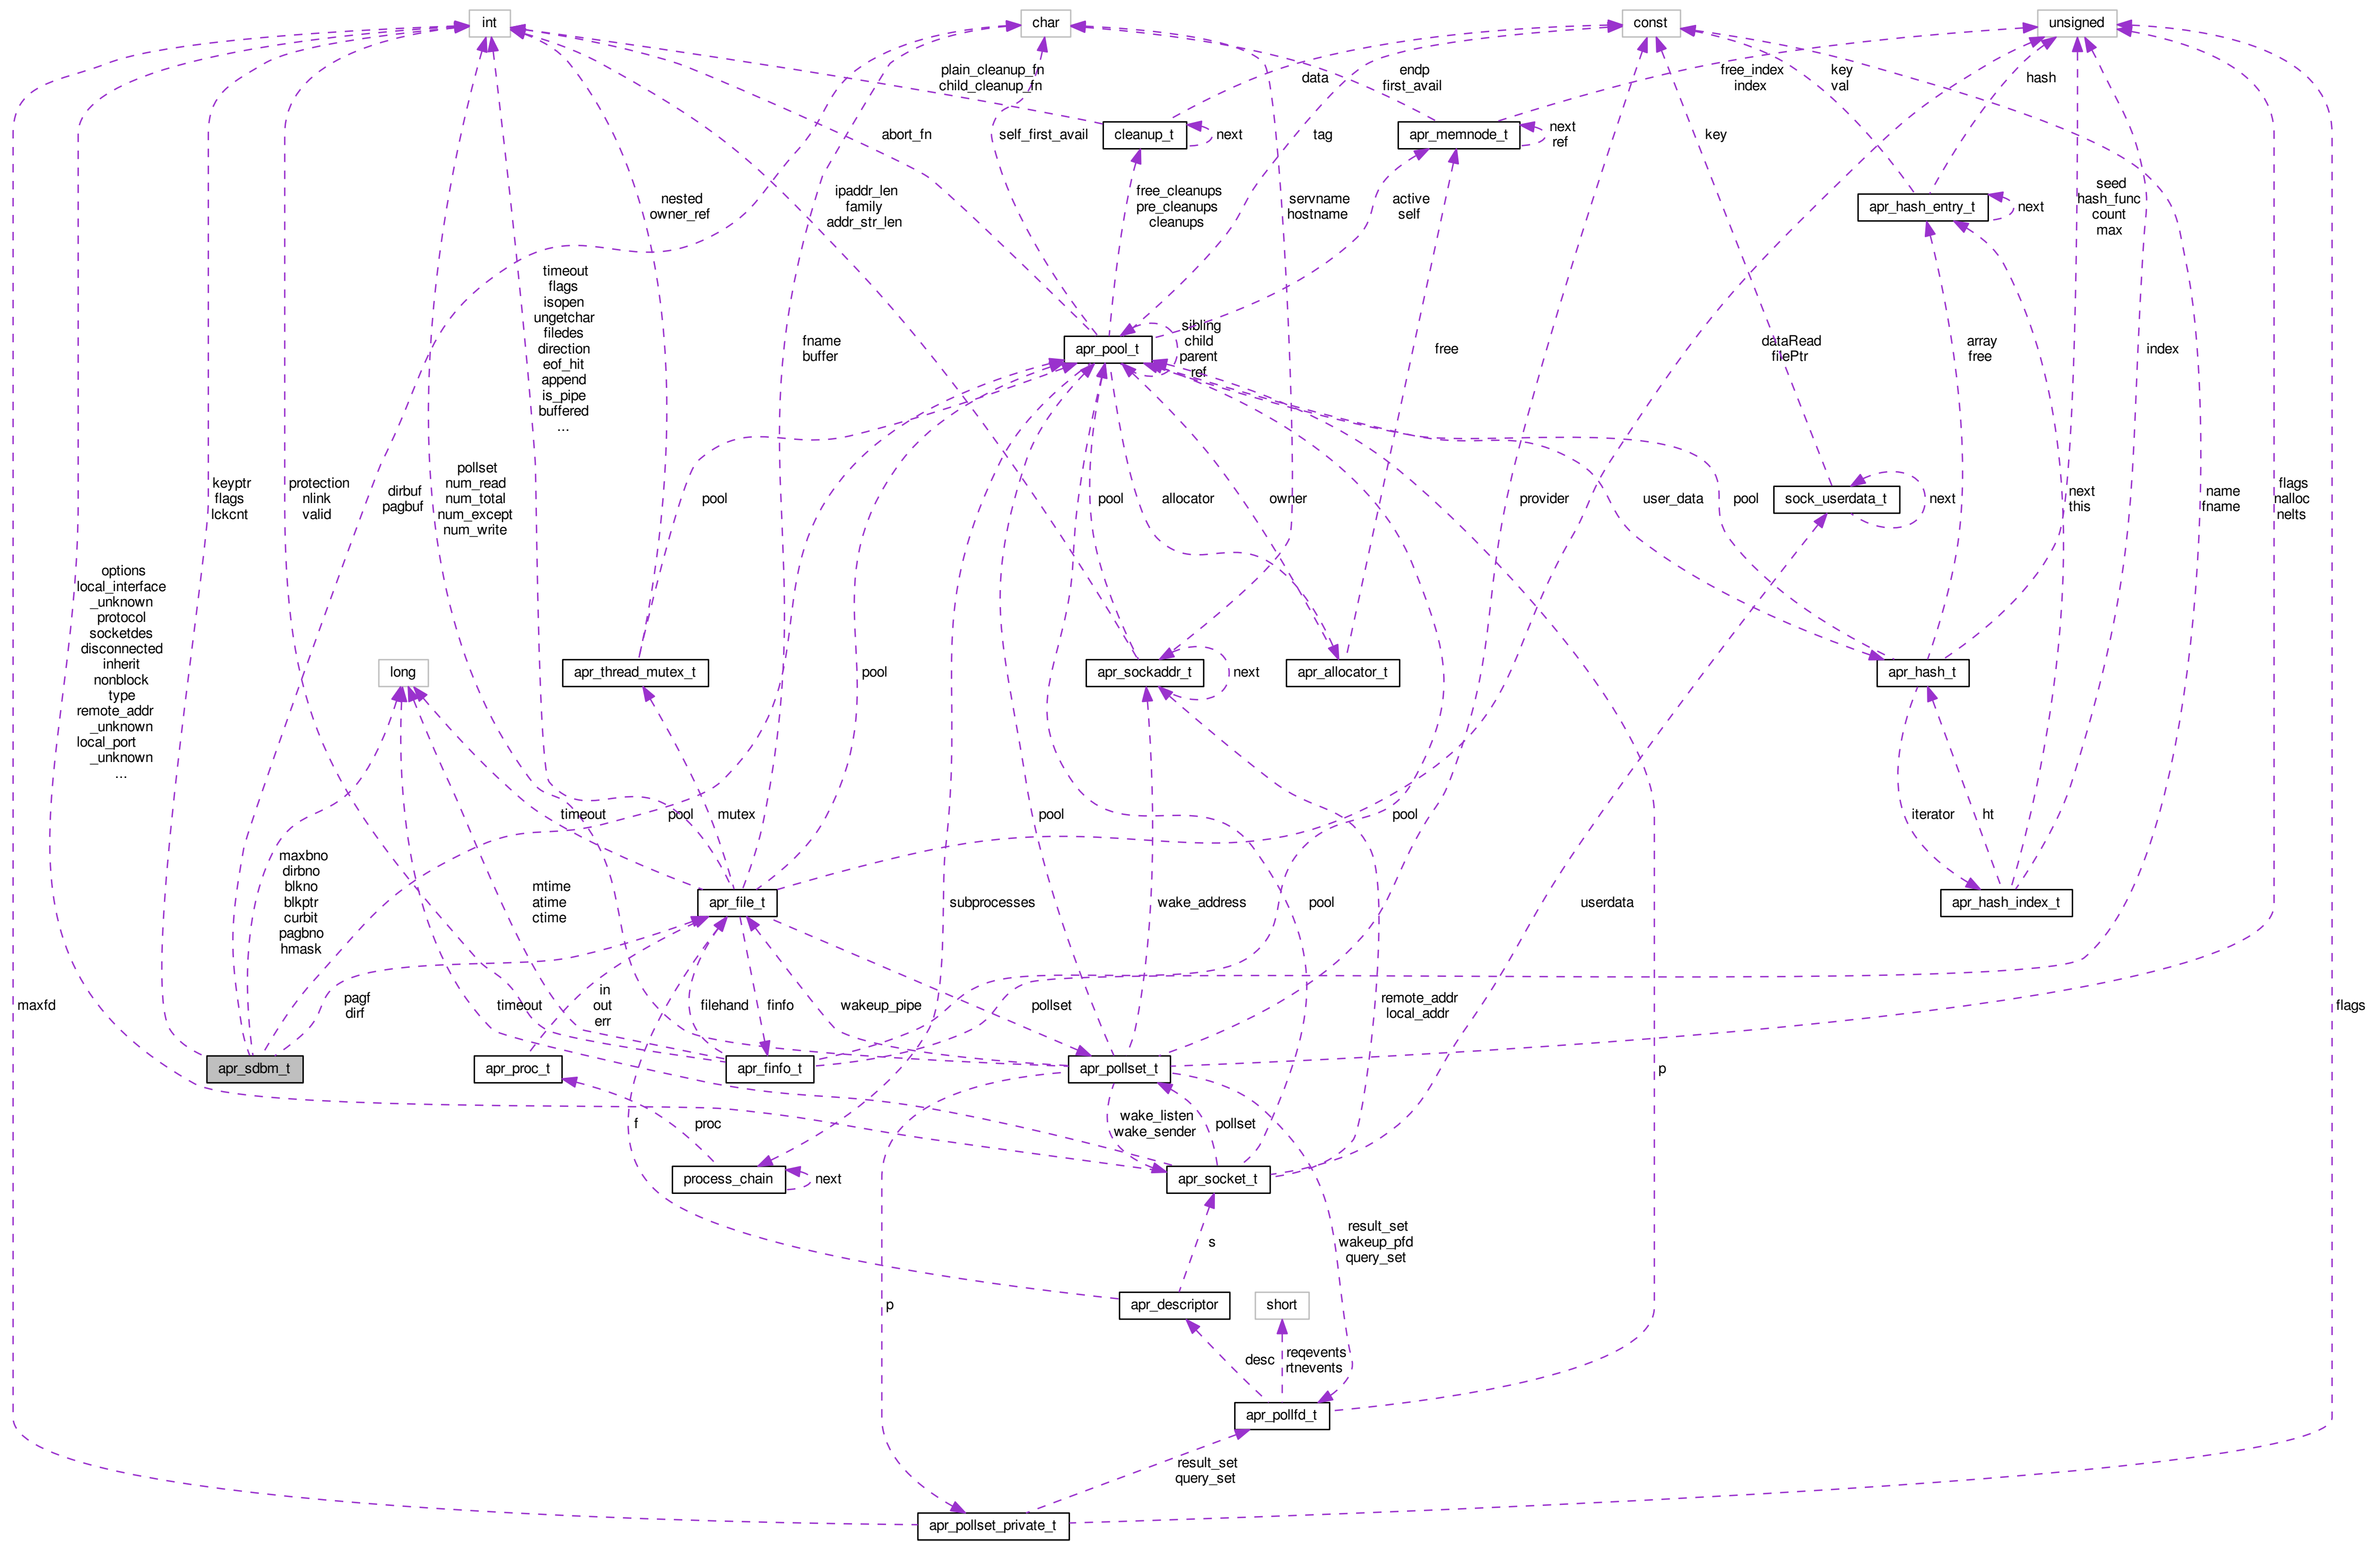 int
char
const
unsigned
plain_cleanup_fn
child_cleanup_fn
data
endp
first_avail
free_index
index
key
val
hash
abort_fn
self_first_avail
cleanup_t
next
tag
apr_memnode_t
next
ref
key
nested
owner_ref
ipaddr_len
family
addr_str_len
free_cleanups
pre_cleanups
cleanups
servname
hostname
active
self
apr_hash_entry_t
next
seed
hash_func
count
max
timeout
flags
isopen
ungetchar
filedes
direction
eof_hit
append
is_pipe
buffered
...
fname
buffer
apr_pool_t
sibling
child
parent
ref
free
dataRead
filePtr
array
free
index
pollset
num_read
num_total
num_except
num_write
keyptr
flags
lckcnt
protection
nlink
valid
dirbuf
pagbuf
pool
pool
allocator
owner
provider
user_data
pool
sock_userdata_t
next
next
this
name
fname
flags
nalloc
nelts
options
local_interface
_unknown
protocol
socketdes
disconnected
inherit
nonblock
type
remote_addr
_unknown
local_port
_unknown
...
long
apr_thread_mutex_t
pool
apr_sockaddr_t
next
apr_allocator_t
apr_hash_t
timeout
pool
mutex
pool
pool
iterator
ht
maxbno
dirbno
blkno
blkptr
curbit
pagbno
hmask
mtime
atime
ctime
apr_file_t
subprocesses
wake_address
pool
userdata
apr_hash_index_t
maxfd
pagf
dirf
timeout
in
out
err
filehand
finfo
wakeup_pipe
pollset
remote_addr
local_addr
flags
apr_sdbm_t
apr_proc_t
apr_finfo_t
apr_pollset_t
p
f
proc
wake_listen
wake_sender
pollset
process_chain
next
apr_socket_t
s
result_set
wakeup_pfd
query_set
p
apr_descriptor
short
desc
reqevents
rtnevents
apr_pollfd_t
result_set
query_set
apr_pollset_private_t